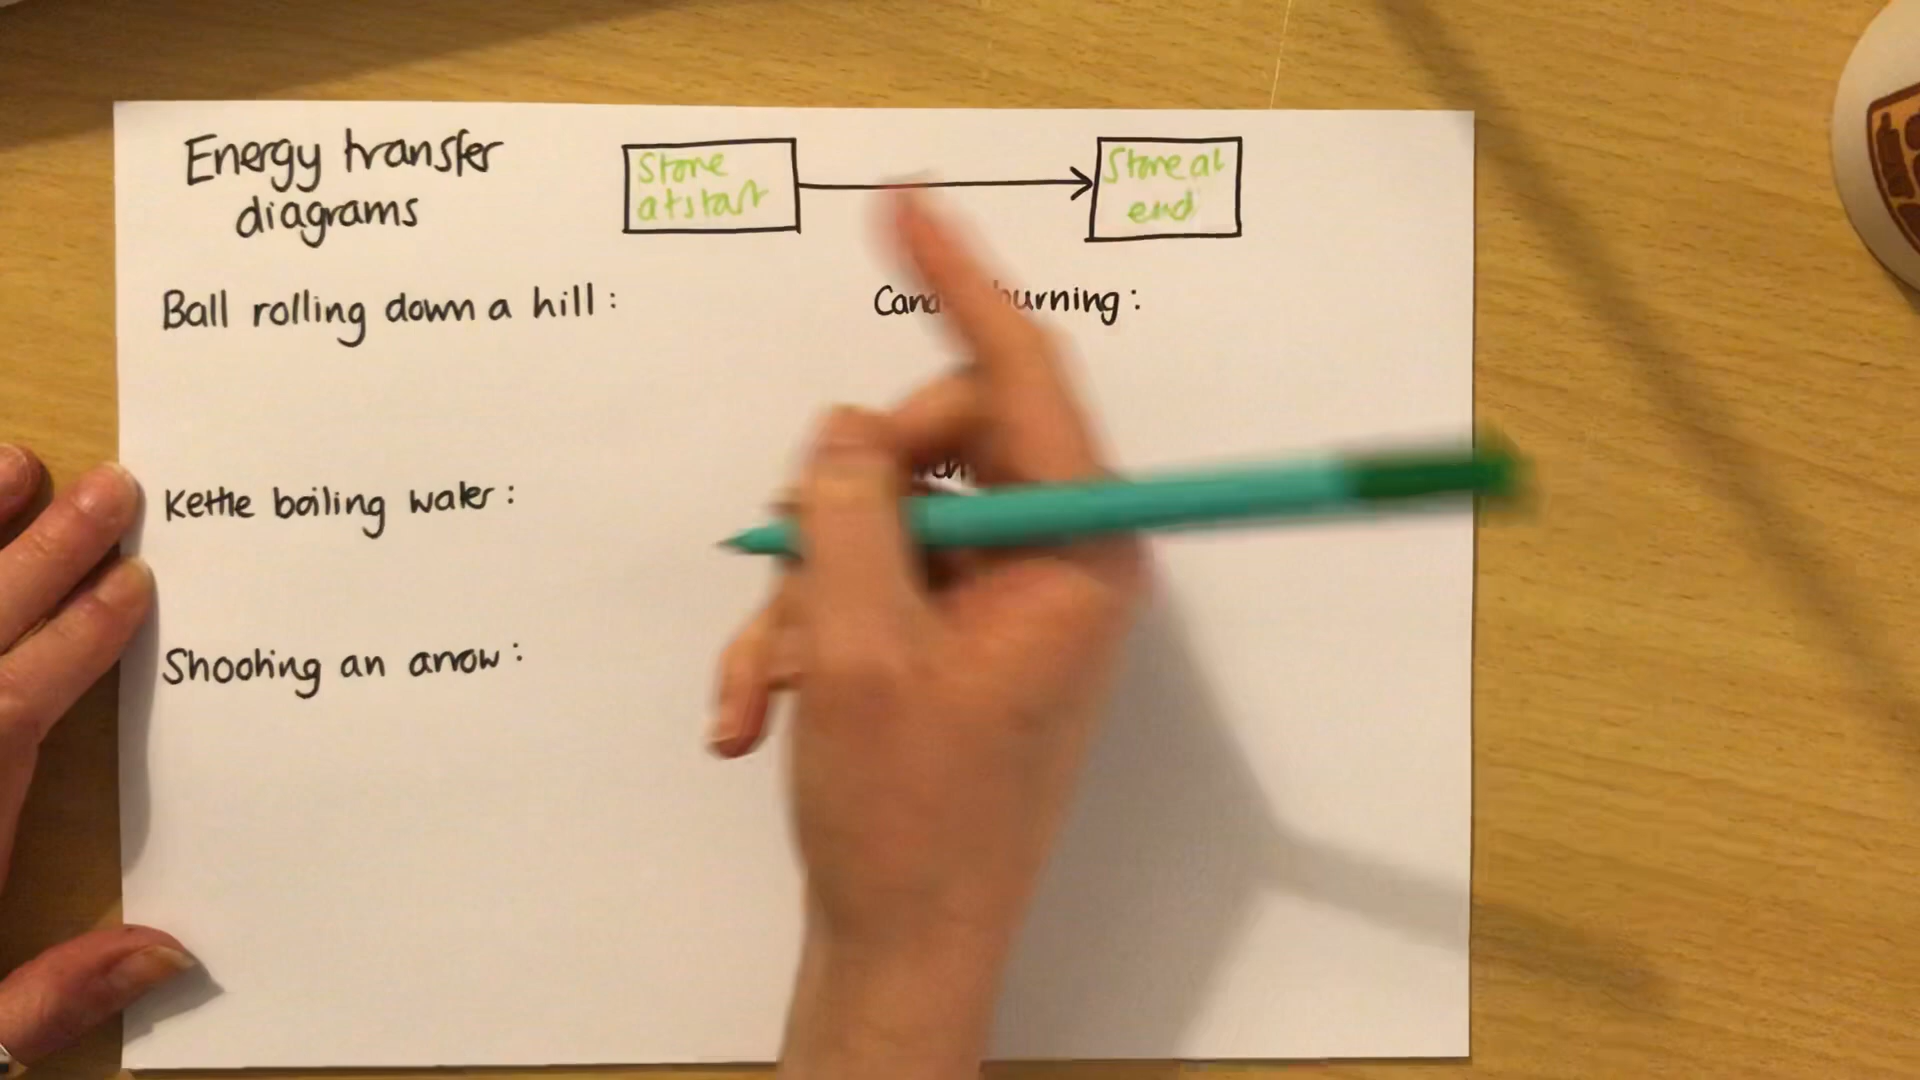 Energy transfer
diagrams
Store
at start
Store at
end
Ball rolling down a hill :
burning :
Kettle boiling water :
Shooting an arrow :